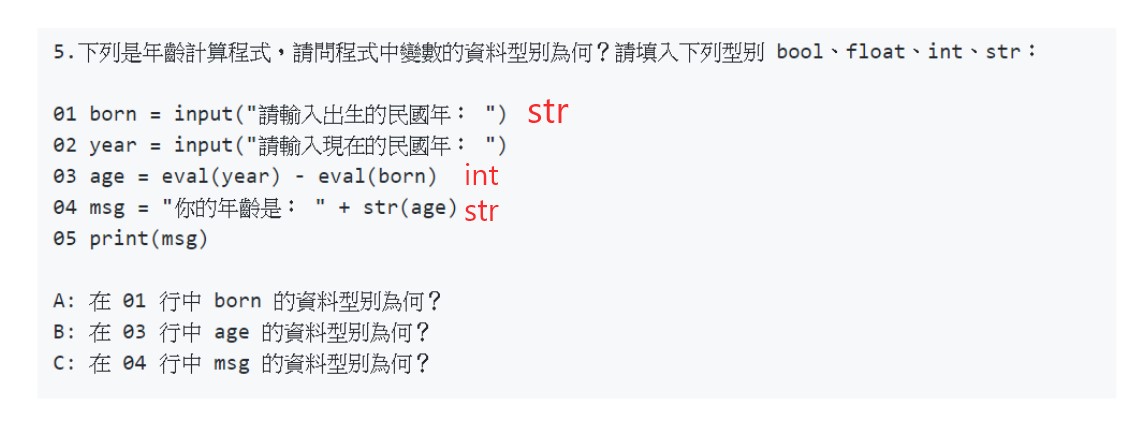 5.下列是年齡計算程式，請問程式中變數的資料型別為何？請填入下列型別 bool、float、int、str：
01 born = input("請輸入出生的民國年： ") str
02 year = input("請輸入現在的民國年： ")
03 age = eval(year) - eval(born) int
04 msg = "你的年齡是： " + str(age) str
05 print(msg)
A: 在 01 行中 born 的資料型別為何？
B: 在 03 行中 age 的資料型別為何？
C: 在 04 行中 msg 的資料型別為何？